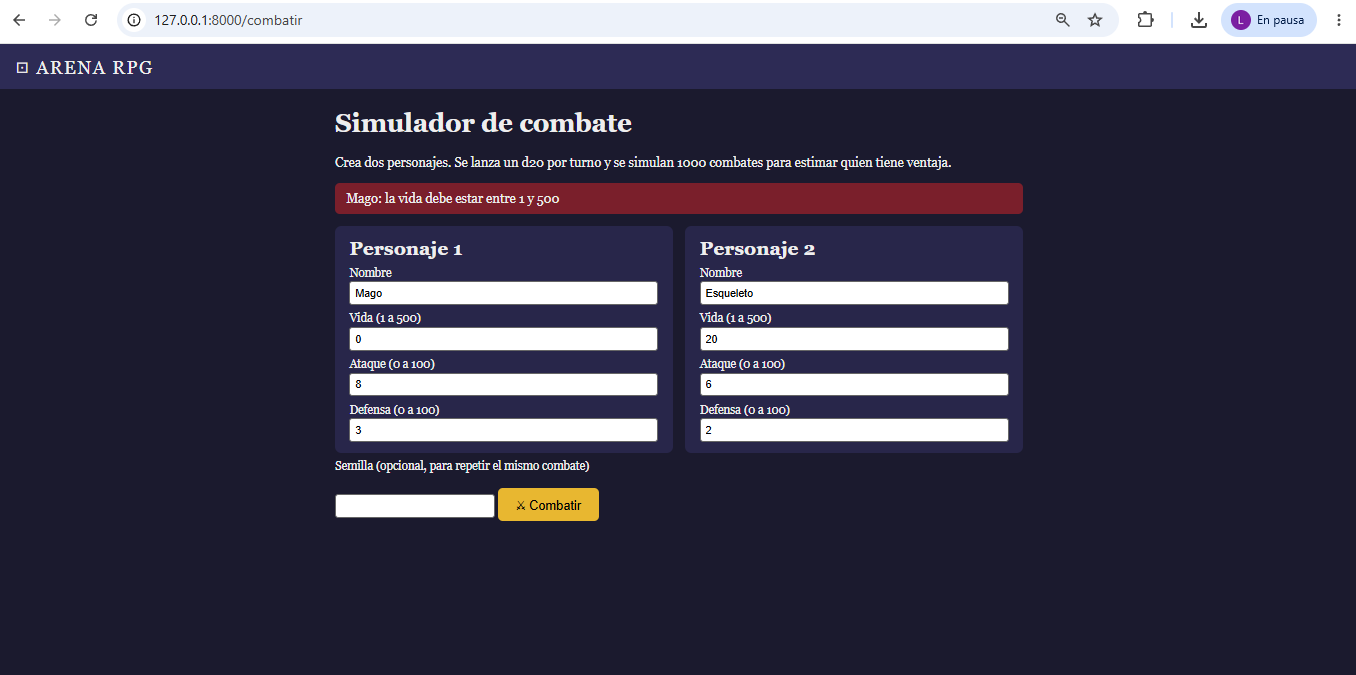 127.0.0.1:8000/combatir
L En pausa
ARENA RPG
Simulador de combate
Crea dos personajes. Se lanza un d20 por turno y se simulan 1000 combates para estimar quien tiene ventaja.
Mago: la vida debe estar entre 1 y 500
Personaje 1
Nombre
Mago
Vida (1 a 500)
0
Ataque (0 a 100)
8
Defensa (0 a 100)
3
Personaje 2
Nombre
Esqueleto
Vida (1 a 500)
20
Ataque (0 a 100)
6
Defensa (0 a 100)
2
Semilla (opcional, para repetir el mismo combate)
⚔ Combatir